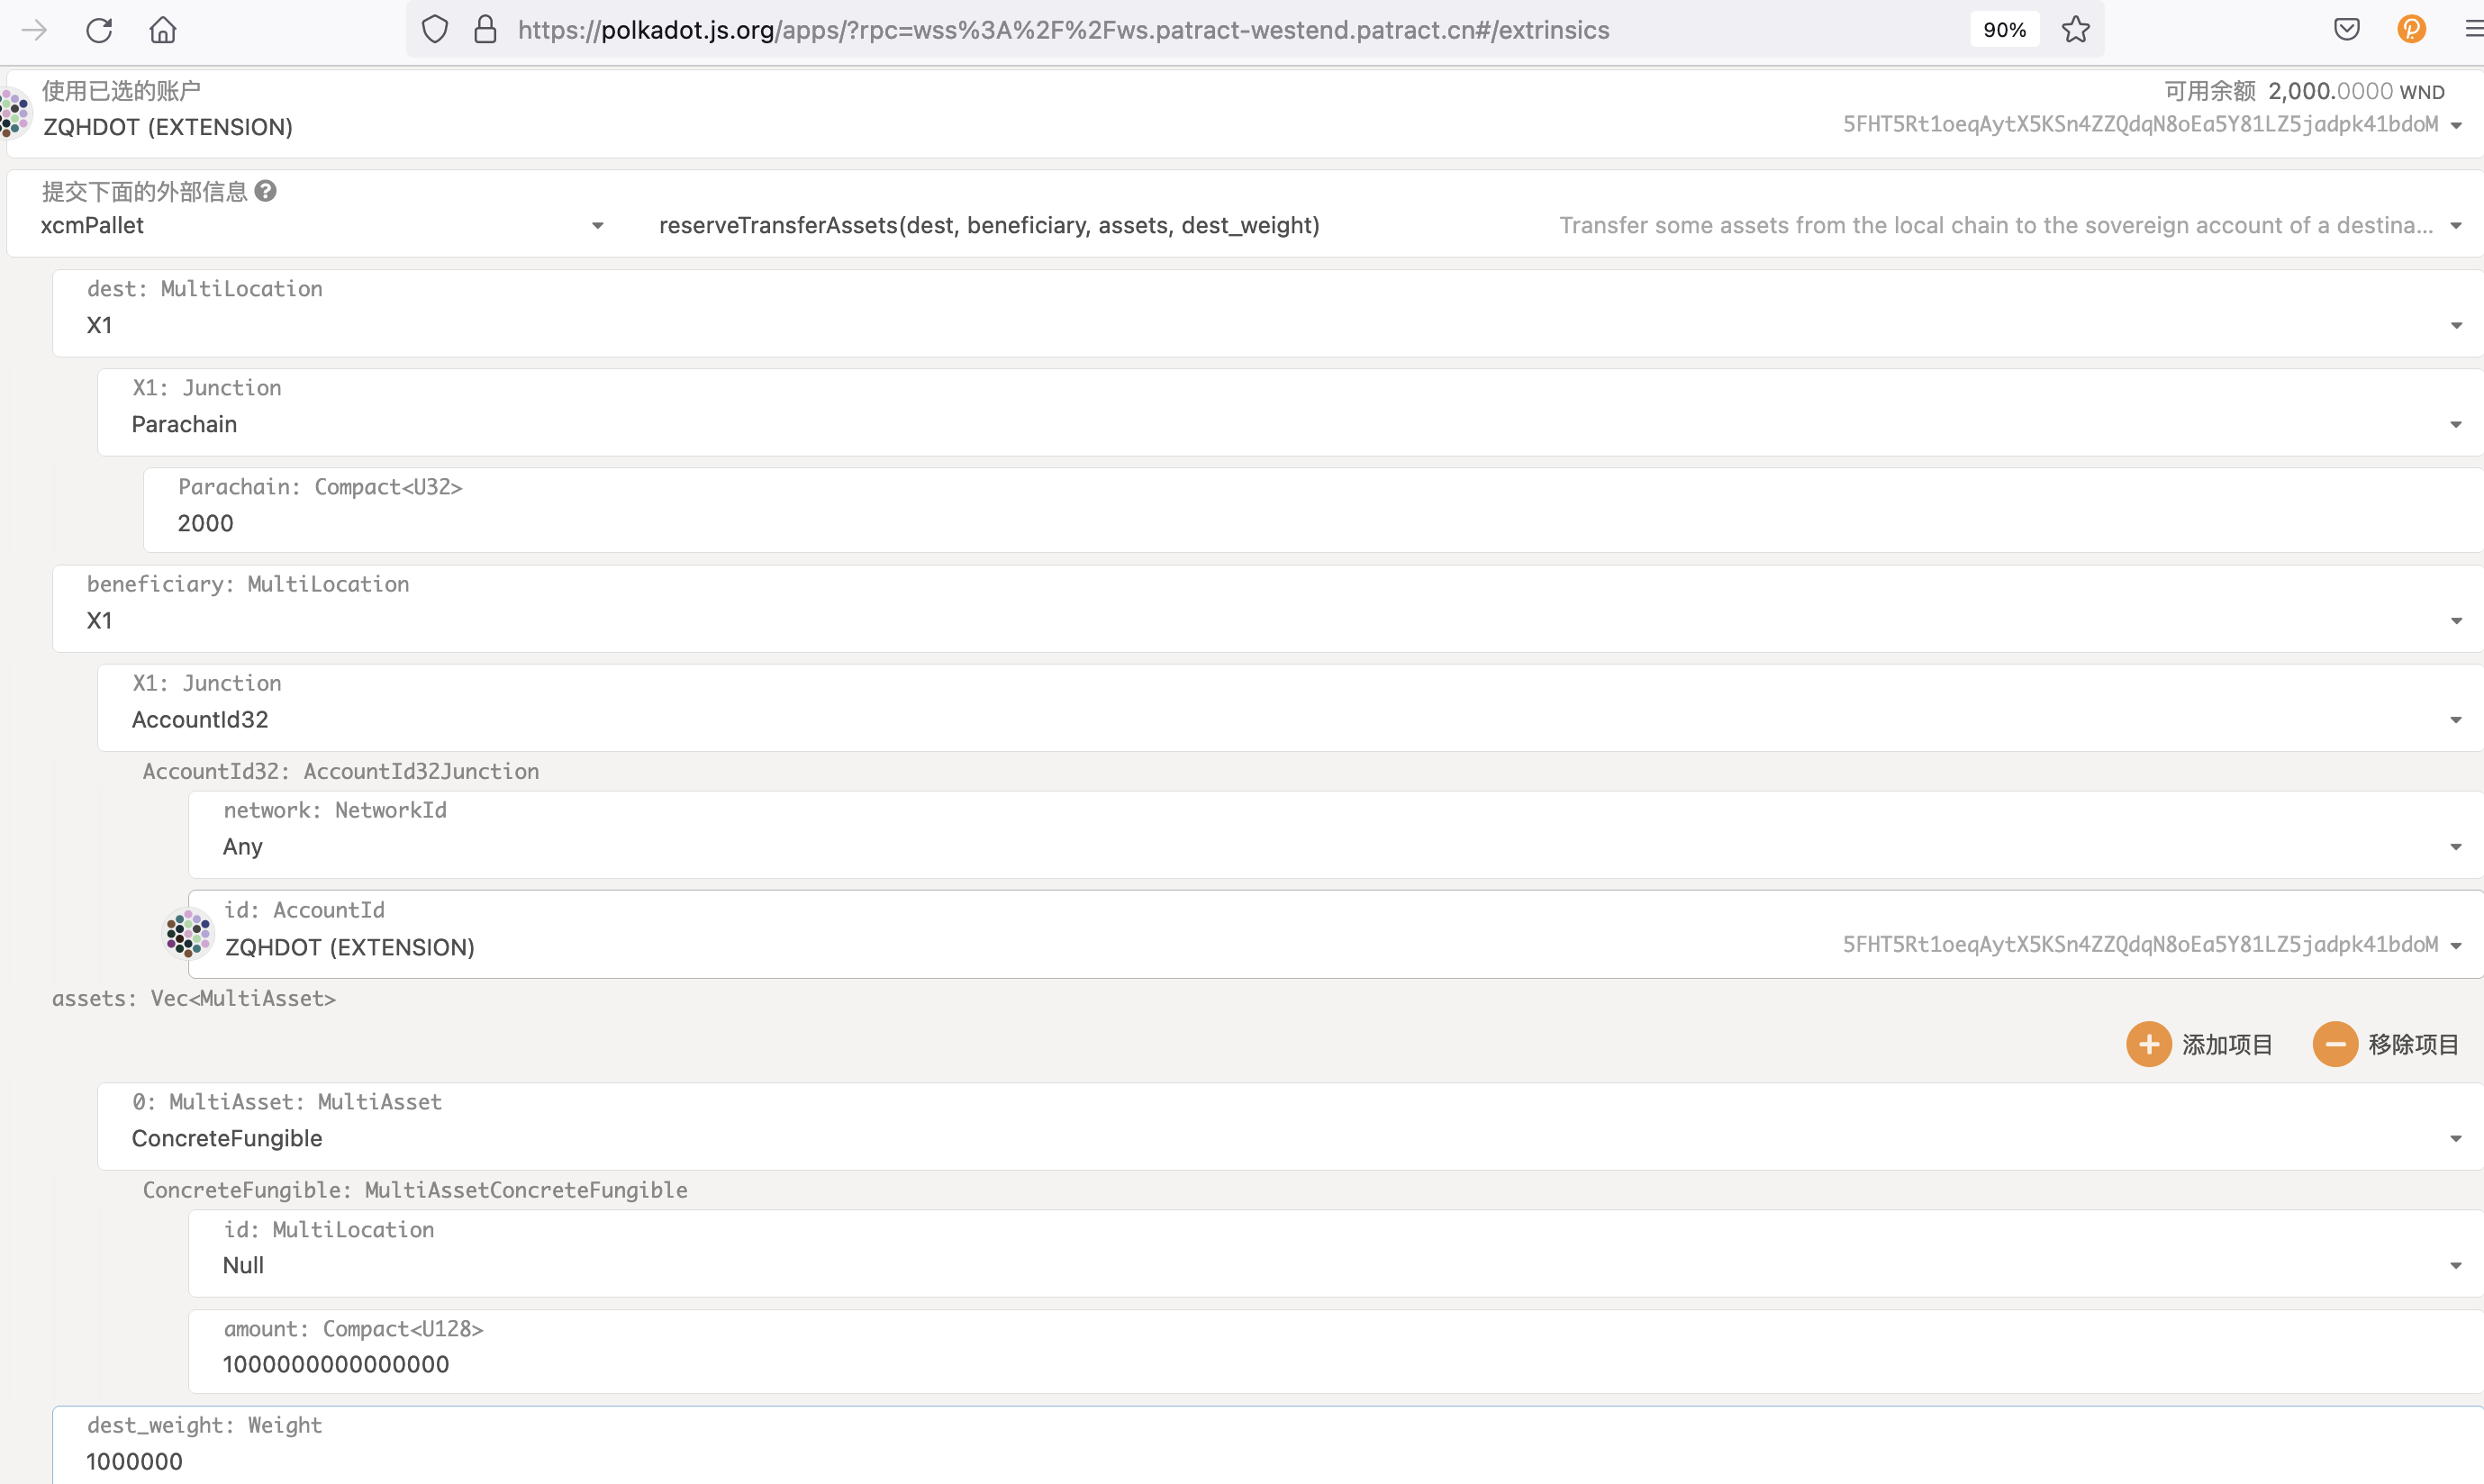 https://polkadot.js.org/apps/?rpc=wss%3A%2F%2Fws.patract-westend.patract.cn#/extrinsics 90%
使用已选的账户 可用余额 2,000.0000 WND
ZQHDOT (EXTENSION) 5FHT5Rt1oeqAytX5KSn4ZZQdqN8oEa5Y81LZ5jadpk41bdoM
提交下面的外部信息
xcmPallet reserveTransferAssets(dest, beneficiary, assets, dest_weight) Transfer some assets from the local chain to the sovereign account of a destina...
dest: MultiLocation
X1
X1: Junction
Parachain
Parachain: Compact<U32>
2000
beneficiary: MultiLocation
X1
X1: Junction
AccountId32
AccountId32: AccountId32Junction
network: NetworkId
Any
id: AccountId
ZQHDOT (EXTENSION) 5FHT5Rt1oeqAytX5KSn4ZZQdqN8oEa5Y81LZ5jadpk41bdoM
assets: Vec<MultiAsset>
添加项目 移除项目
0: MultiAsset: MultiAsset
ConcreteFungible
ConcreteFungible: MultiAssetConcreteFungible
id: MultiLocation
Null
amount: Compact<U128>
1000000000000000
dest_weight: Weight
1000000